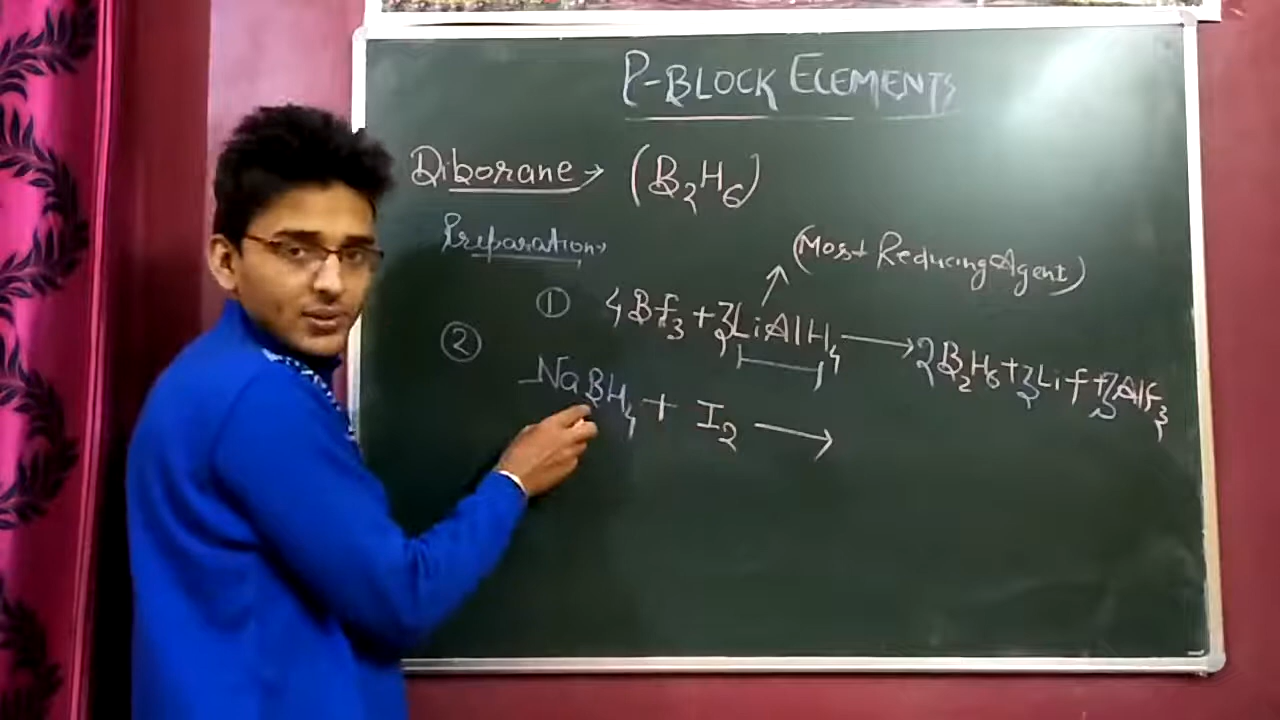 P-BLOCK ELEMENTS
Diborane → (B₂H₆)
Preparation,
(Most Reducing Agent)
① 4Bf₃ + 3LiAlH₄ → 2B₂H₆ + 3Lif + 3Alf₃
② NaBH₄ + I₂ →